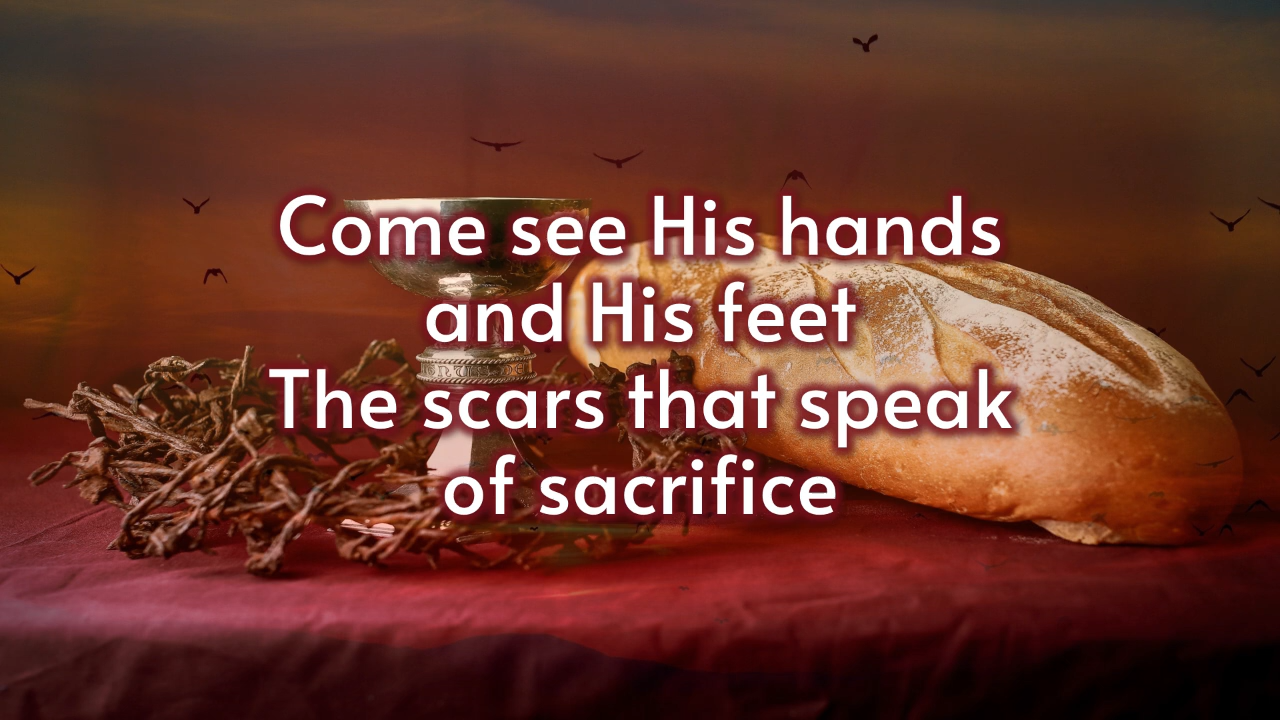 Come see His hands
and His feet
The scars that speak
of sacrifice